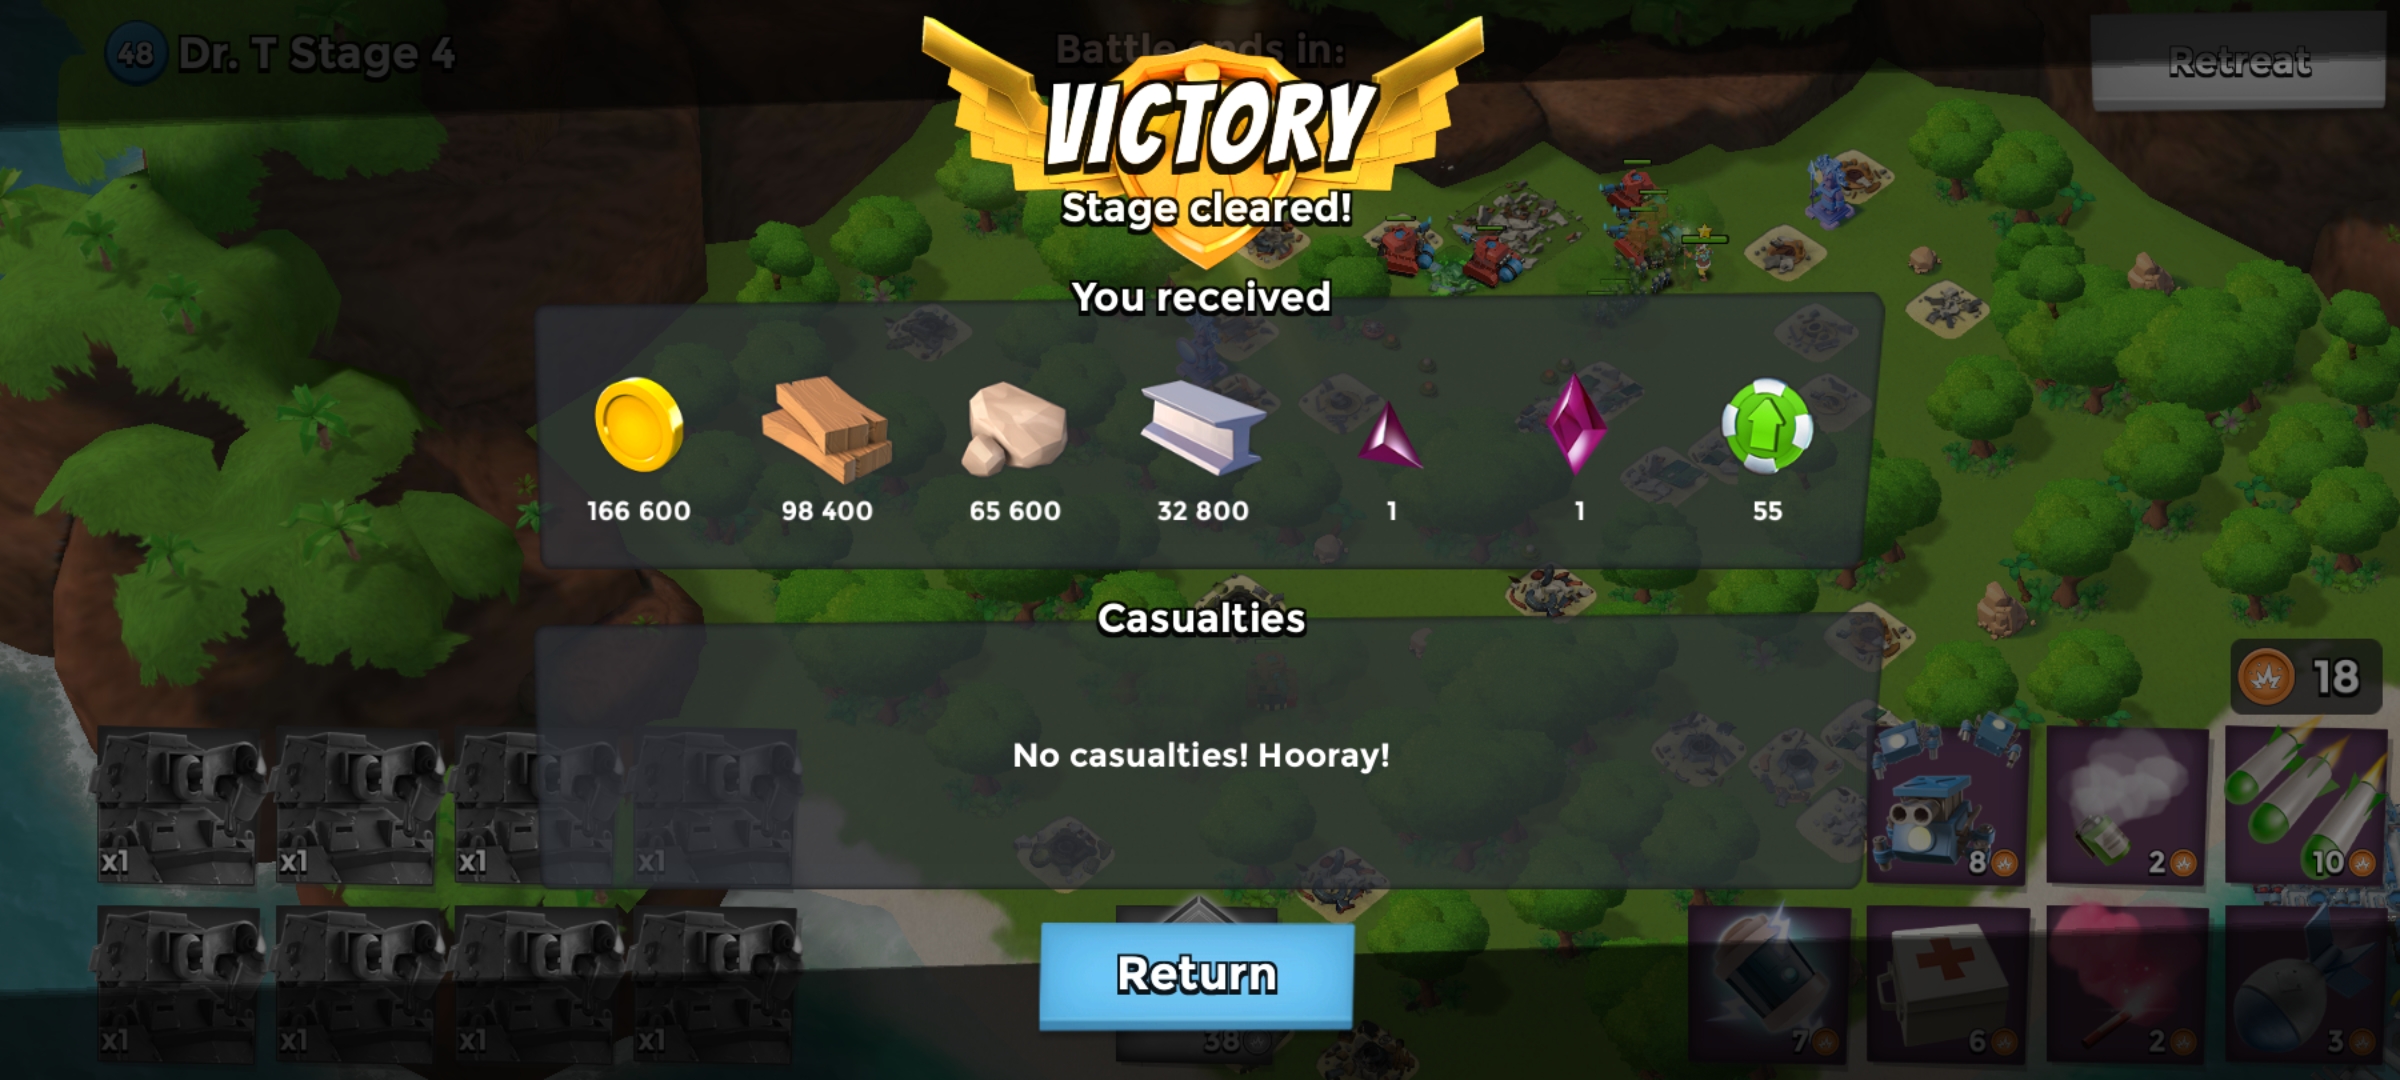 48 Dr. T Stage 4
Battle ends in:
Retreat
VICTORY
Stage cleared!
You received
166 600
98 400
65 600
32 800
1
1
55
Casualties
No casualties! Hooray!
18
x1
x1
x1
x1
8
2
10
Return
x1
x1
x1
x1
38
7
6
2
3